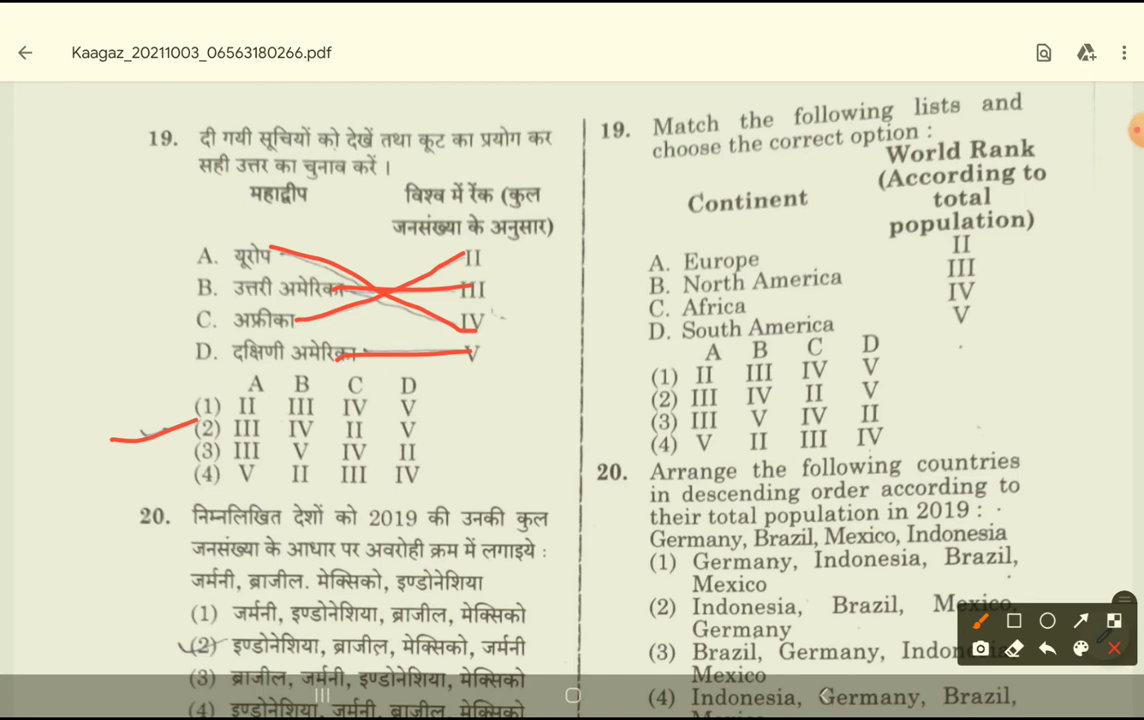 Kaagaz_20211003_06563180266.pdf
19. दी गयी सूचियों को देखें तथा कूट का प्रयोग कर
सही उत्तर का चुनाव करें ।
महाद्वीप विश्व में रेंक (कुल
जनसंख्या के अनुसार)
A. यूरोप II
B. उत्तरी अमेरिका III
C. अफ्रीका IV
D. दक्षिणी अमेरिका V
A B C D
(1) II III IV V
(2) III IV II V
(3) III V IV II
(4) V II III IV
20. निम्नलिखित देशों को 2019 की उनकी कुल
जनसंख्या के आधार पर अवरोही क्रम में लगाइये :
जर्मनी, ब्राजील. मेक्सिको, इण्डोनेशिया
(1) जर्मनी, इण्डोनेशिया, ब्राजील, मेक्सिको
(2) इण्डोनेशिया, ब्राजील, मेक्सिको, जर्मनी
(3) ब्राजील, जर्मनी, इण्डोनेशिया, मेक्सिको
(4) इण्डोनेशिया, जर्मनी, ब्राजील, मेक्सिको
19. Match the following lists and
choose the correct option :
World Rank
(According to
Continent total
population)
A. Europe II
B. North America III
C. Africa IV
D. South America V
A B C D
(1) II III IV V
(2) III IV II V
(3) III V IV II
(4) V II III IV
20. Arrange the following countries
in descending order according to
their total population in 2019 :
Germany, Brazil, Mexico, Indonesia
(1) Germany, Indonesia, Brazil,
Mexico
(2) Indonesia, Brazil, Mexico,
Germany
(3) Brazil, Germany,
Mexico
(4) Indonesia, Germany, Brazil,